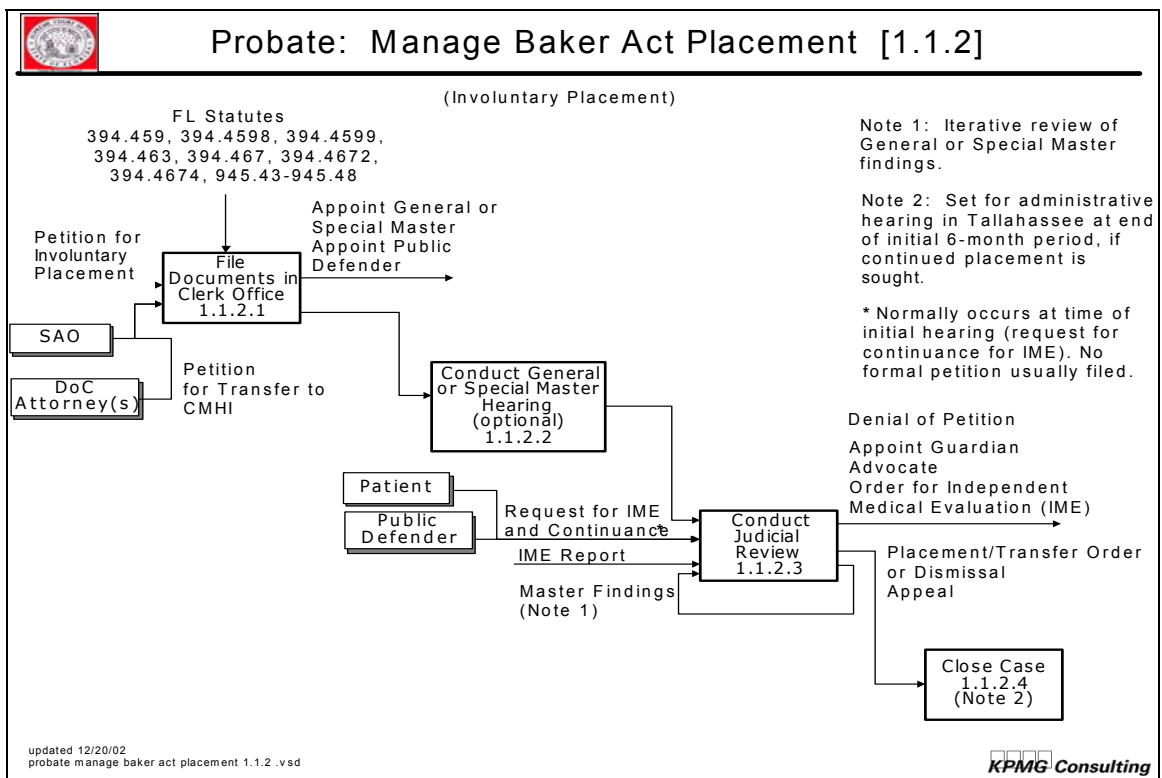 Probate: Manage Baker Act Placement [1.1.2]
(Involuntary Placement)
FL Statutes
394.459, 394.4598, 394.4599,
394.463, 394.467, 394.4672,
394.4674, 945.43-945.48
Note 1: Iterative review of
General or Special Master
findings.
Note 2: Set for administrative
hearing in Tallahassee at end
of initial 6-month period, if
continued placement is
sought.
* Normally occurs at time of
initial hearing (request for
continuance for IME). No
formal petition usually filed.
Petition for
Involuntary
Placement
Appoint General or
Special Master
Appoint Public
Defender
File
Documents in
Clerk Office
1.1.2.1
SAO
DoC
Attorney(s)
Petition
for Transfer to
CMHI
Conduct General
or Special Master
Hearing
(optional)
1.1.2.2
Patient
Public
Defender
Request for IME
and Continuance*
IME Report
Master Findings
(Note 1)
Conduct
Judicial
Review
1.1.2.3
Denial of Petition
Appoint Guardian
Advocate
Order for Independent
Medical Evaluation (IME)
Placement/Transfer Order
or Dismissal
Appeal
Close Case
1.1.2.4
(Note 2)
updated 12/20/02
probate manage baker act placement 1.1.2 .vsd
KPMG Consulting